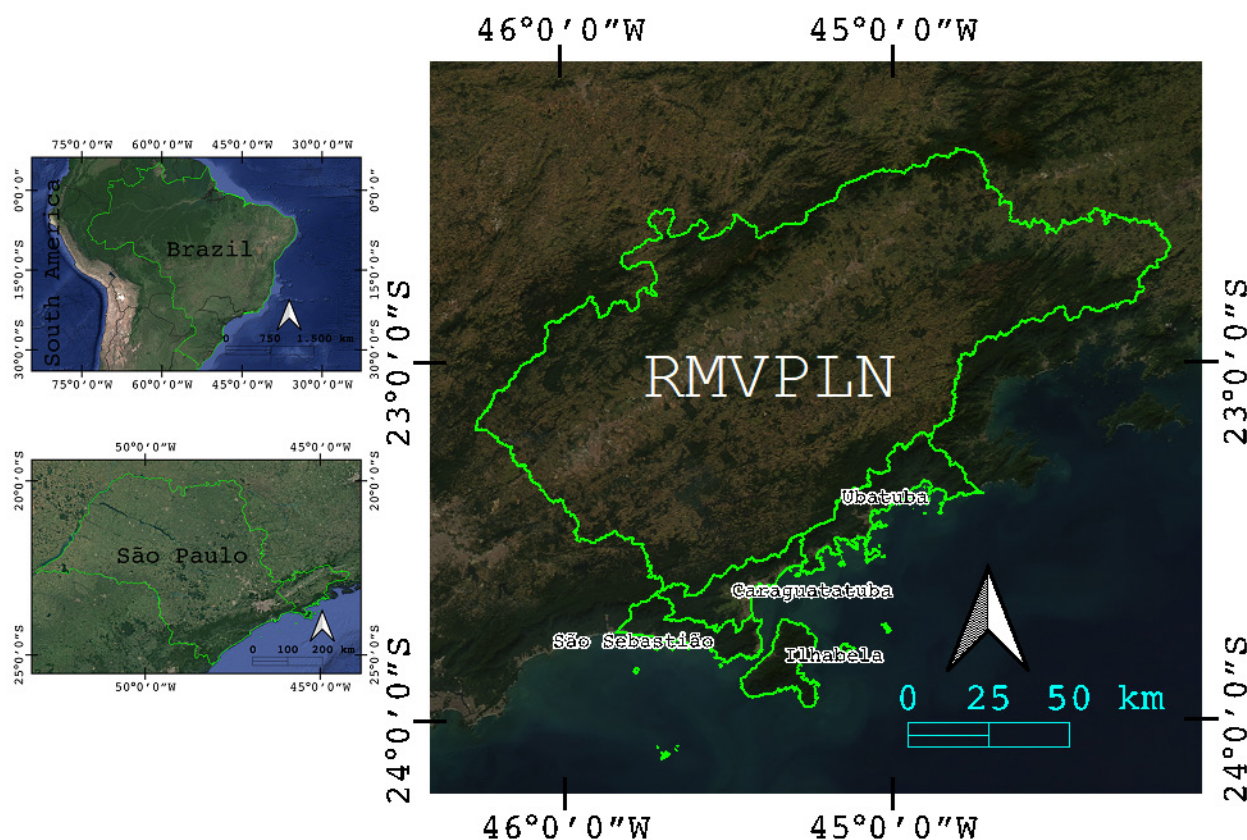 75°0′0″W 60°0′0″W 45°0′0″W 30°0′0″W
0°0′0″
15°0′0″S
30°0′0″S
South America
Brazil
0 750 1.500 km
0°0′0″
15°0′0″S
30°0′0″S
75°0′0″W 60°0′0″W 45°0′0″W 30°0′0″W
50°0′0″W 45°0′0″W
20°0′0″S
25°0′0″S
São Paulo
0 100 200 km
20°0′0″S
25°0′0″S
50°0′0″W 45°0′0″W
46°0′0″W 45°0′0″W
23°0′0″S
24°0′0″S
RMVPLN
Ubatuba
Caraguatatuba
São Sebastião
Ilhabela
0 25 50 km
23°0′0″S
24°0′0″S
46°0′0″W 45°0′0″W